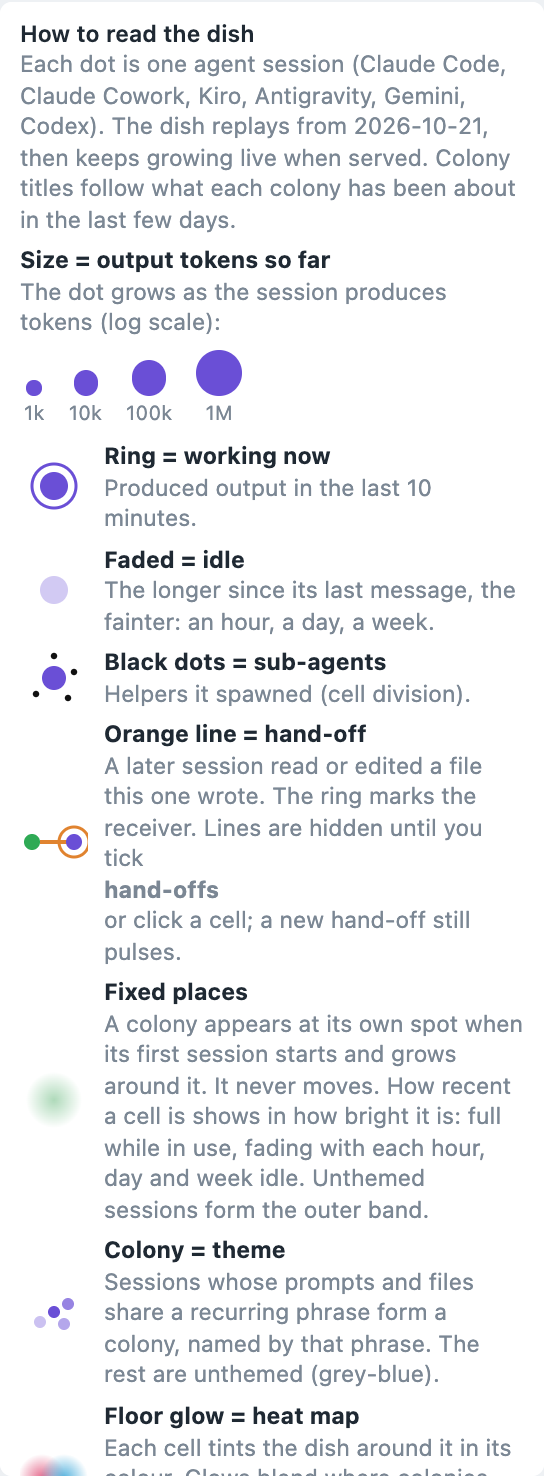 How to read the dish
Each dot is one agent session (Claude Code,
Claude Cowork, Kiro, Antigravity, Gemini,
Codex). The dish replays from 2026-10-21,
then keeps growing live when served. Colony
titles follow what each colony has been about
in the last few days.
Size = output tokens so far
The dot grows as the session produces
tokens (log scale):
1k 10k 100k 1M
Ring = working now
Produced output in the last 10
minutes.
Faded = idle
The longer since its last message, the
fainter: an hour, a day, a week.
Black dots = sub-agents
Helpers it spawned (cell division).
Orange line = hand-off
A later session read or edited a file
this one wrote. The ring marks the
receiver. Lines are hidden until you
tick
hand-offs
or click a cell; a new hand-off still
pulses.
Fixed places
A colony appears at its own spot when
its first session starts and grows
around it. It never moves. How recent
a cell is shows in how bright it is: full
while in use, fading with each hour,
day and week idle. Unthemed
sessions form the outer band.
Colony = theme
Sessions whose prompts and files
share a recurring phrase form a
colony, named by that phrase. The
rest are unthemed (grey-blue).
Floor glow = heat map
Each cell tints the dish around it in its
colour. Glows blend where colonies